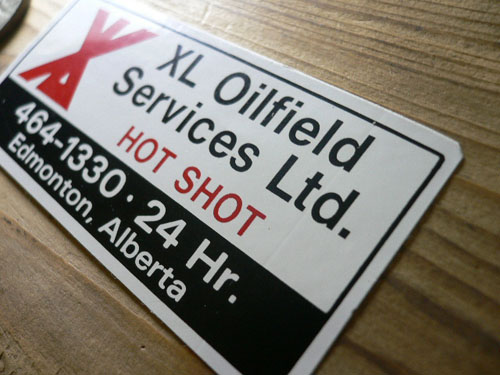 XL Oilfield
Services Ltd.
HOT SHOT
464-1330 · 24 Hr.
Edmonton, Alberta